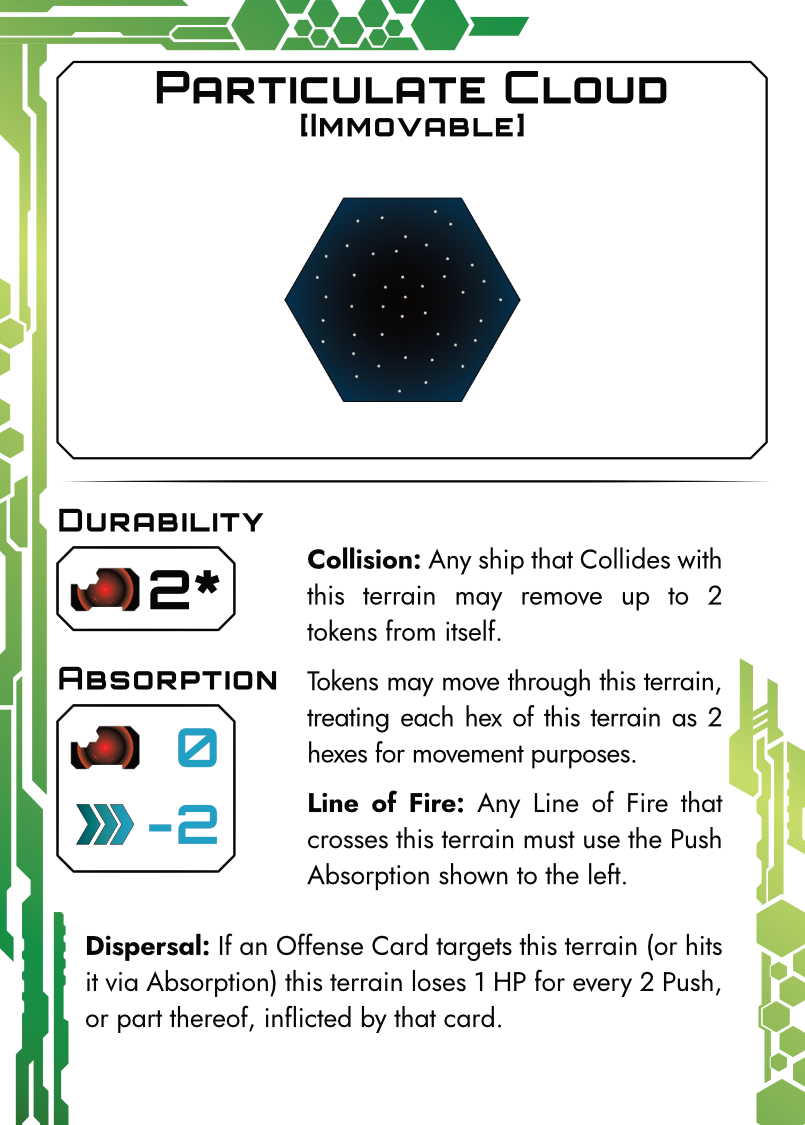 Particulate Cloud
[Immovable]
Durability
2*
Collision: Any ship that Collides with
this terrain may remove up to 2
tokens from itself.
Absorption
0
-2
Tokens may move through this terrain,
treating each hex of this terrain as 2
hexes for movement purposes.
Line of Fire: Any Line of Fire that
crosses this terrain must use the Push
Absorption shown to the left.
Dispersal: If an Offense Card targets this terrain (or hits
it via Absorption) this terrain loses 1 HP for every 2 Push,
or part thereof, inflicted by that card.